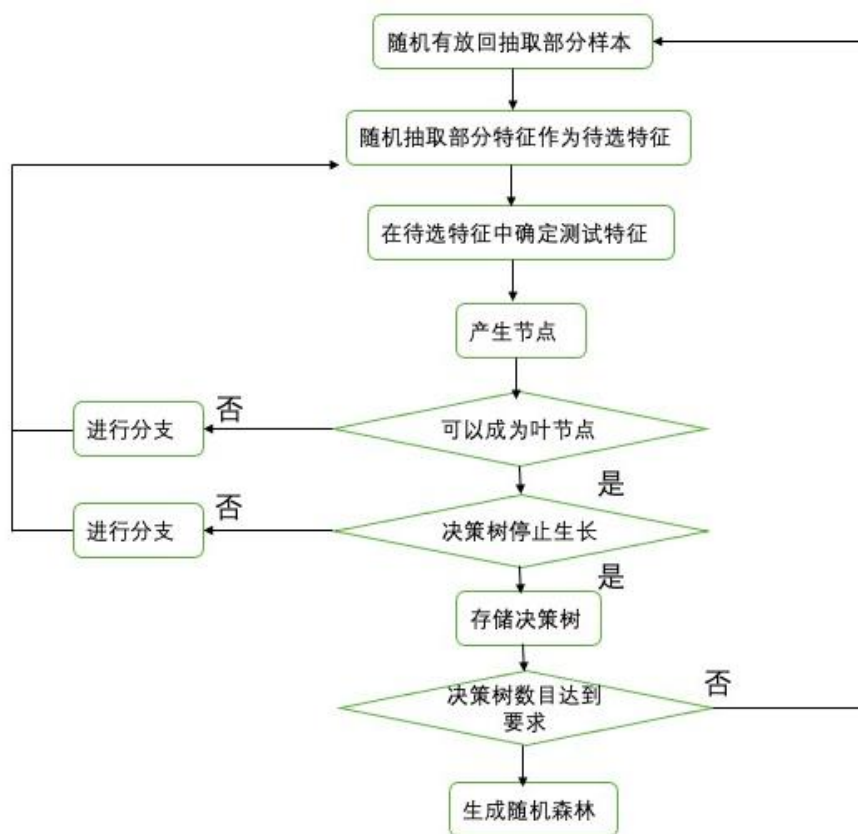 随机有放回抽取部分样本
随机抽取部分特征作为待选特征
在待选特征中确定测试特征
产生节点
否
进行分支
可以成为叶节点
是
否
进行分支
决策树停止生长
是
存储决策树
否
决策树数目达到
要求
生成随机森林